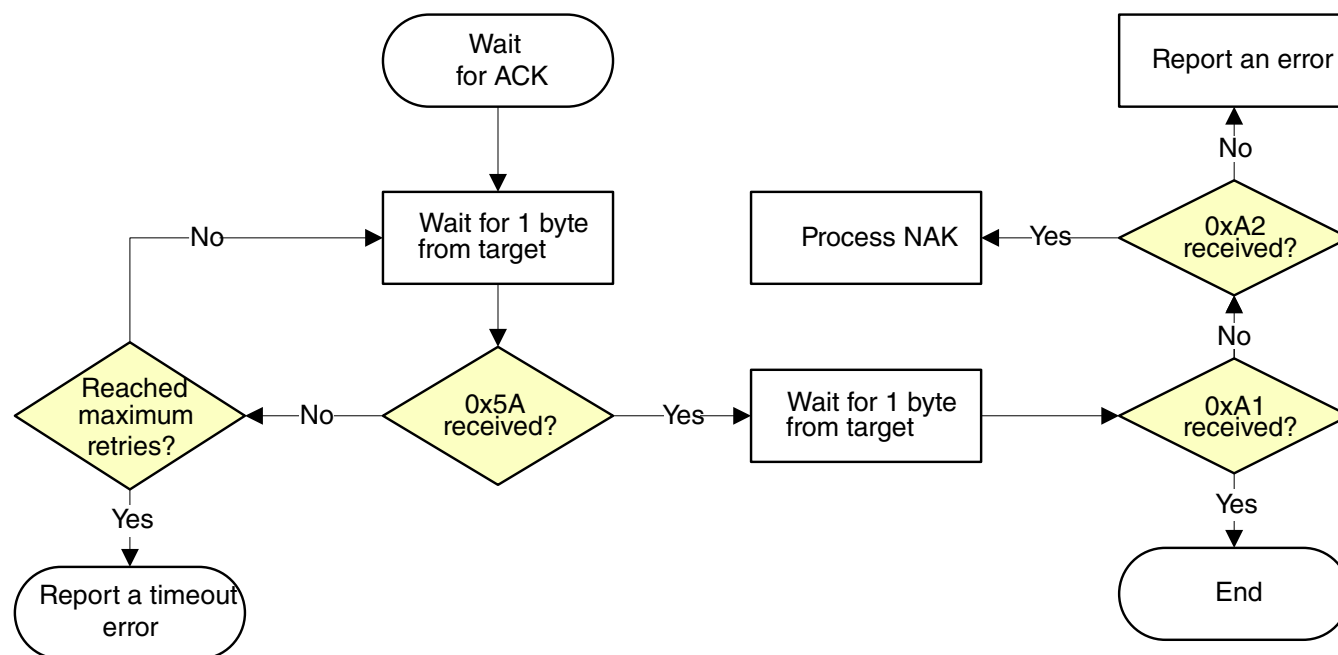 Wait
for ACK
Report an error
No
Wait for 1 byte
from target
No
Process NAK
Yes
0xA2
received?
No
Reached
maximum
retries?
No
0x5A
received?
Yes
Wait for 1 byte
from target
0xA1
received?
Yes
Yes
Report a timeout
error
End